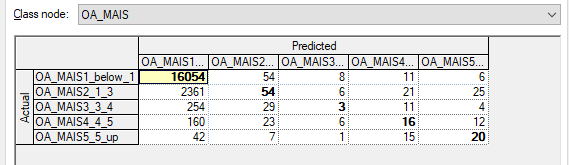 Class node: OA_MAIS
Predicted
OA_MAIS1... OA_MAIS2... OA_MAIS3... OA_MAIS4... OA_MAIS5...
Actual
OA_MAIS1_below_1 16054 54 8 11 6
OA_MAIS2_1_3 2361 54 6 21 25
OA_MAIS3_3_4 254 29 3 11 4
OA_MAIS4_4_5 160 23 6 16 12
OA_MAIS5_5_up 42 7 1 15 20